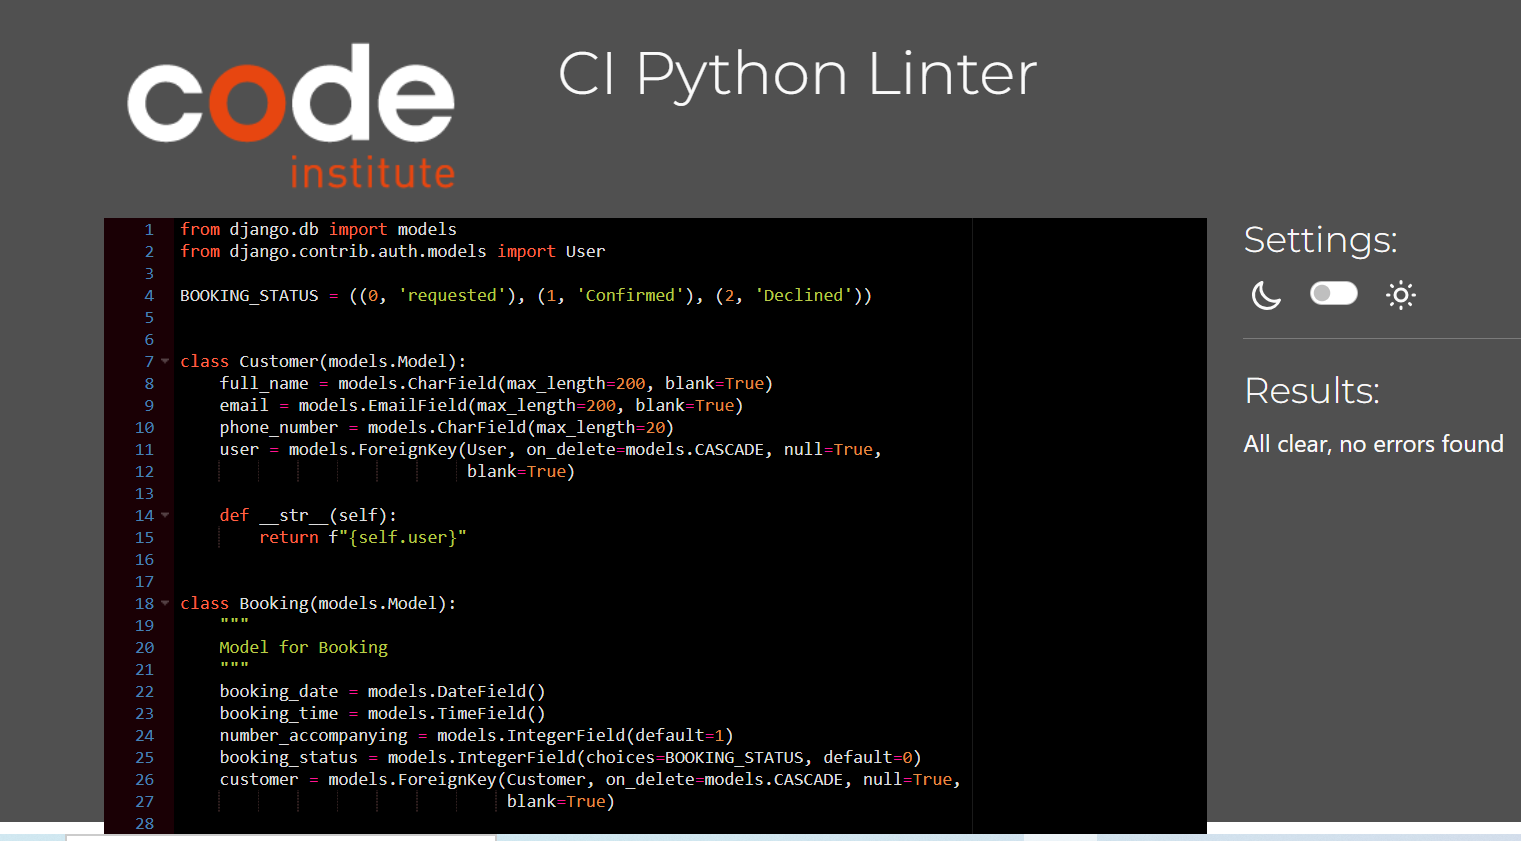 code
institute
CI Python Linter
1 from django.db import models
2 from django.contrib.auth.models import User
3
4 BOOKING_STATUS = ((0, 'requested'), (1, 'Confirmed'), (2, 'Declined'))
5
6
7 class Customer(models.Model):
8     full_name = models.CharField(max_length=200, blank=True)
9     email = models.EmailField(max_length=200, blank=True)
10     phone_number = models.CharField(max_length=20)
11     user = models.ForeignKey(User, on_delete=models.CASCADE, null=True,
12                              blank=True)
13
14     def __str__(self):
15         return f"{self.user}"
16
17
18 class Booking(models.Model):
19     """
20     Model for Booking
21     """
22     booking_date = models.DateField()
23     booking_time = models.TimeField()
24     number_accompanying = models.IntegerField(default=1)
25     booking_status = models.IntegerField(choices=BOOKING_STATUS, default=0)
26     customer = models.ForeignKey(Customer, on_delete=models.CASCADE, null=True,
27                                  blank=True)
28
Settings:
Results:
All clear, no errors found